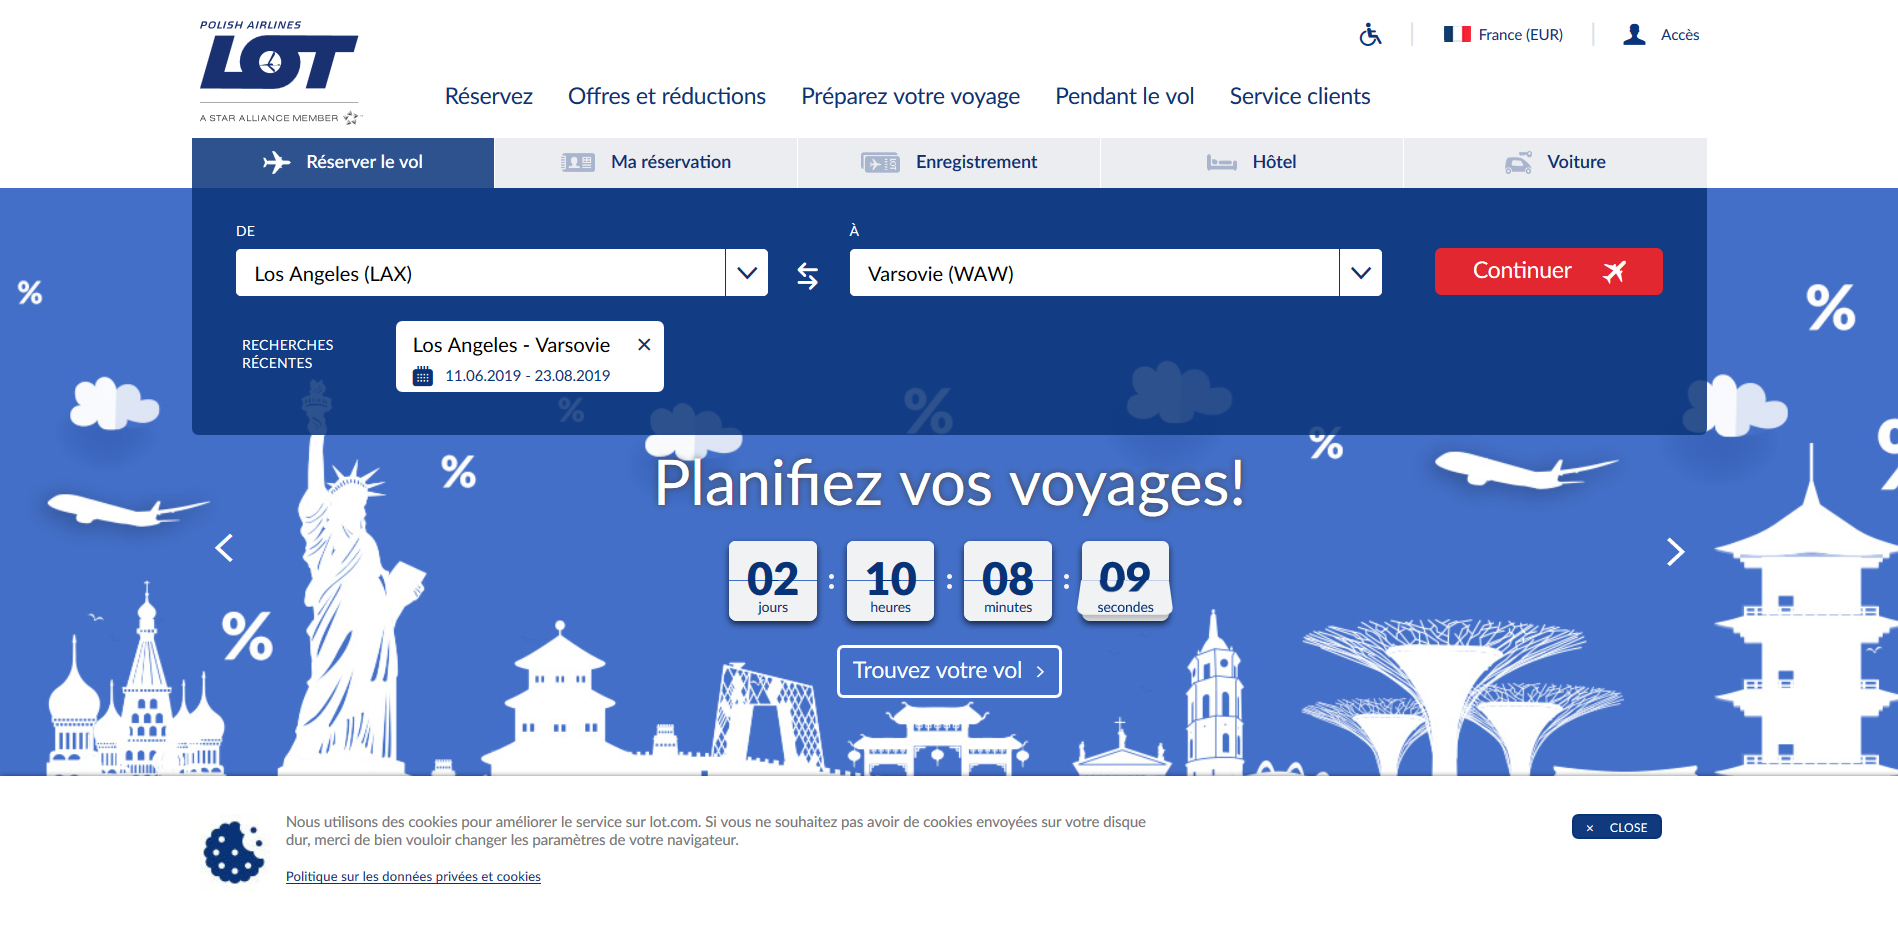 POLISH AIRLINES
LOT
A STAR ALLIANCE MEMBER
France (EUR)
Accès
Réservez
Offres et réductions
Préparez votre voyage
Pendant le vol
Service clients
Réserver le vol
Ma réservation
Enregistrement
Hôtel
Voiture
DE
Los Angeles (LAX)
À
Varsovie (WAW)
Continuer
RECHERCHES
RÉCENTES
Los Angeles - Varsovie
11.06.2019 - 23.08.2019
%
%
%
%
%
%
%
%
Planifiez vos voyages!
02 : 10 : 08 : 09
jours heures minutes secondes
Trouvez votre vol >
Nous utilisons des cookies pour améliorer le service sur lot.com. Si vous ne souhaitez pas avoir de cookies envoyées sur votre disque
dur, merci de bien vouloir changer les paramètres de votre navigateur.
Politique sur les données privées et cookies
× CLOSE